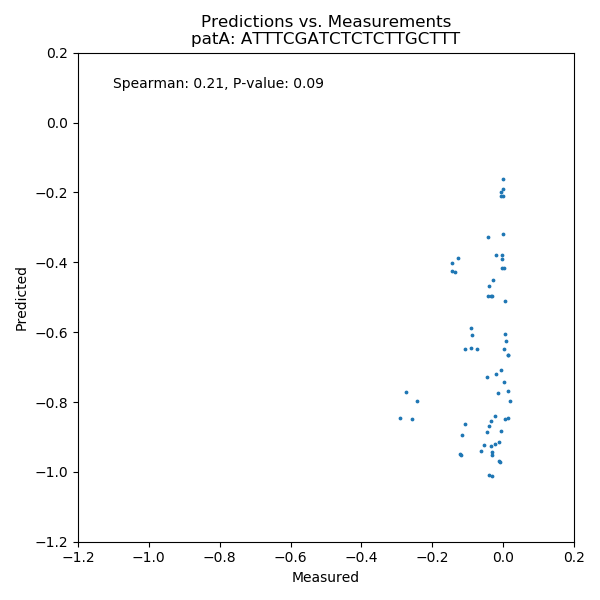 Predictions vs. Measurements
patA: ATTTCGATCTCTCTTGCTTT
Spearman: 0.21, P-value: 0.09
0.2
0.0
−0.2
−0.4
−0.6
−0.8
−1.0
−1.2
Predicted
−1.2 −1.0 −0.8 −0.6 −0.4 −0.2 0.0 0.2
Measured